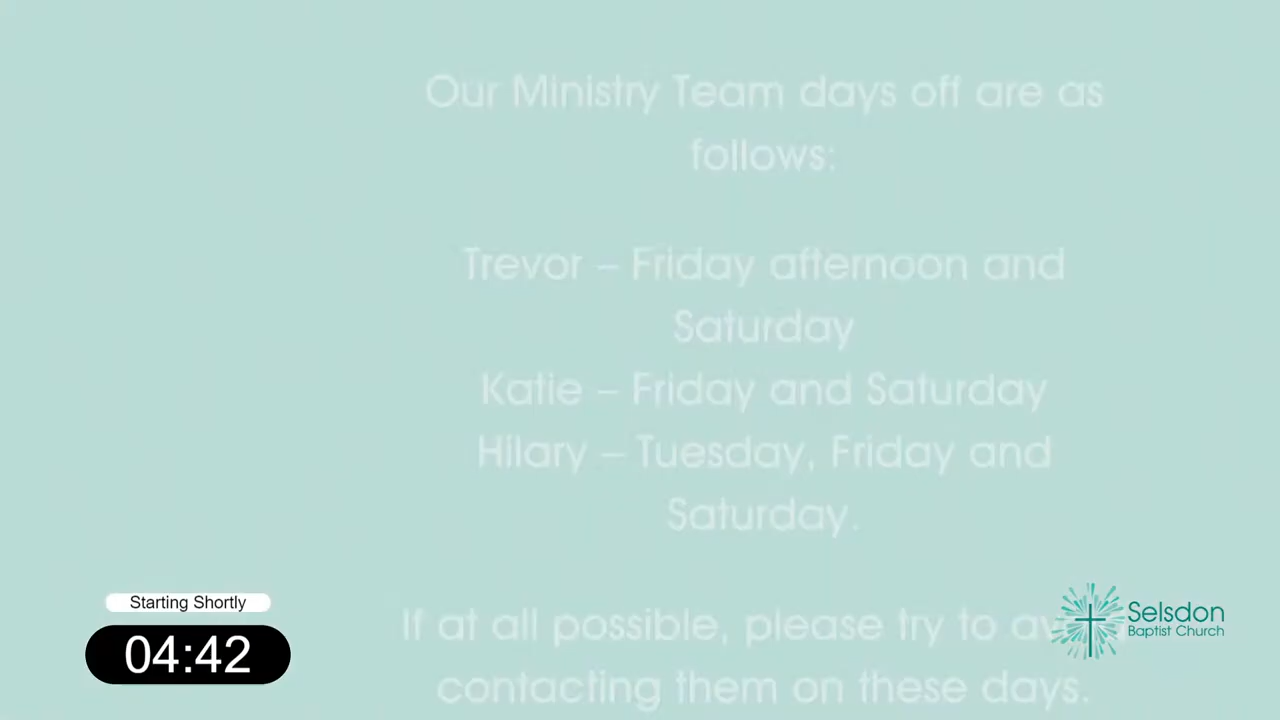 Our Ministry Team days off are as
follows:
Trevor – Friday afternoon and
Saturday
Katie – Friday and Saturday
Hilary – Tuesday, Friday and
Saturday.
If at all possible, please try to
contacting them on these days.
Starting Shortly
04:42
Selsdon
Baptist Church